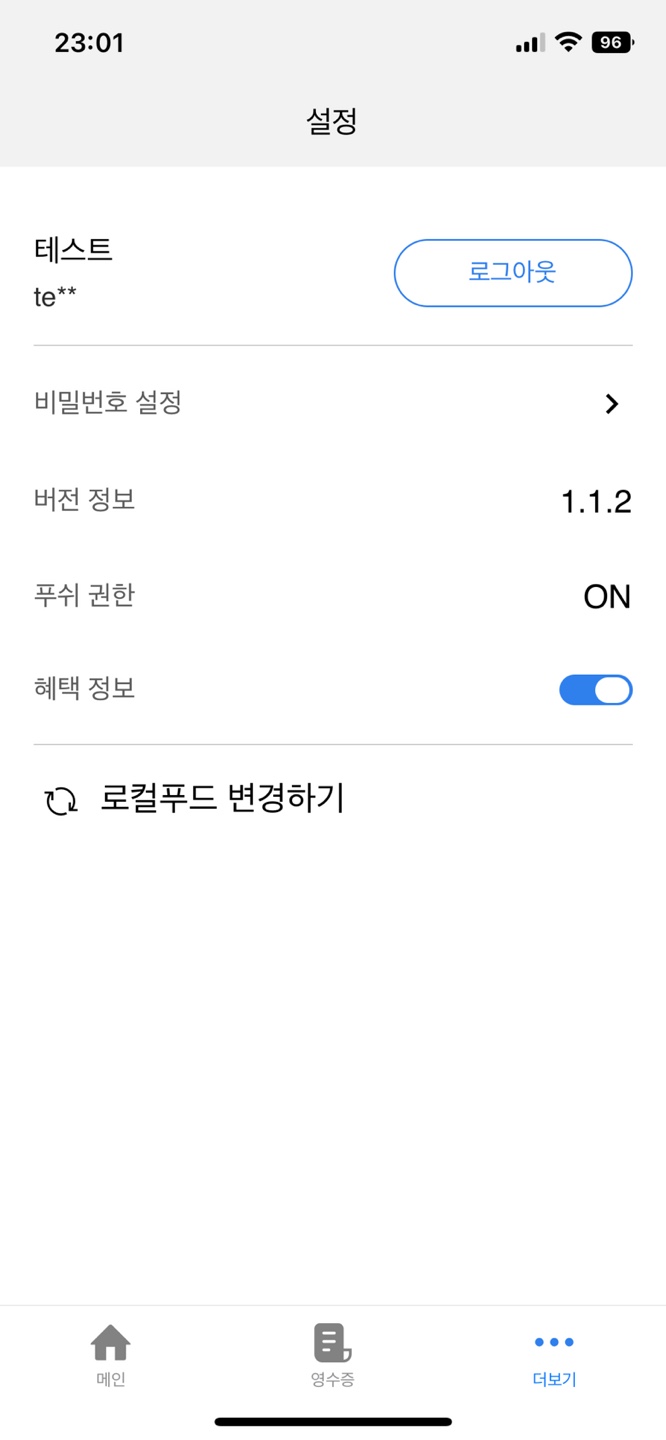 23:01
96
설정
테스트
로그아웃
te**
비밀번호 설정
버전 정보
1.1.2
푸쉬 권한
ON
혜택 정보
로컬푸드 변경하기
메인
영수증
더보기